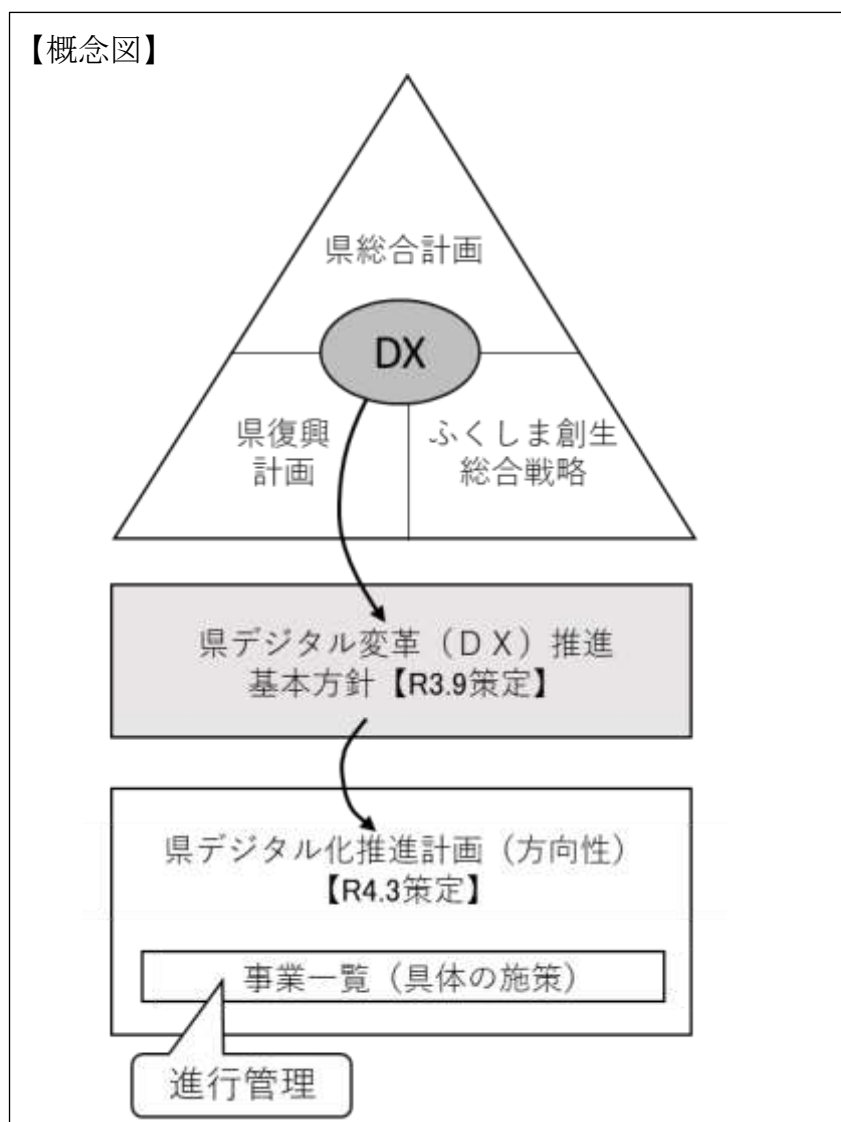 【概念図】
県総合計画
DX
県復興
計画
ふくしま創生
総合戦略
県デジタル変革（ＤＸ）推進
基本方針【R3.9策定】
県デジタル化推進計画（方向性）
【R4.3策定】
事業一覧（具体の施策）
進行管理